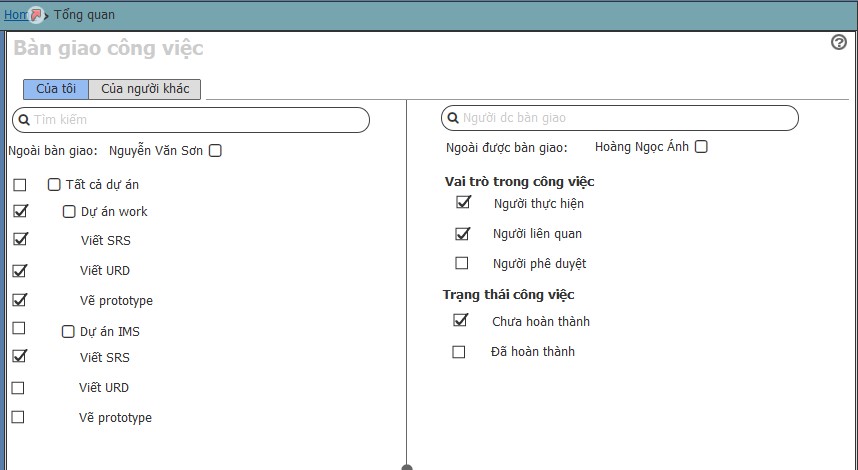 Home > Tổng quan
Bàn giao công việc
Của tôi Của người khác
Tìm kiếm
Ngoài bàn giao: Nguyễn Văn Sơn
Tất cả dự án
Dự án work
Viết SRS
Viết URD
Vẽ prototype
Dự án IMS
Viết SRS
Viết URD
Vẽ prototype
Người dc bàn giao
Ngoài được bàn giao: Hoàng Ngọc Ánh
Vai trò trong công việc
Người thực hiện
Người liên quan
Người phê duyệt
Trạng thái công việc
Chưa hoàn thành
Đã hoàn thành